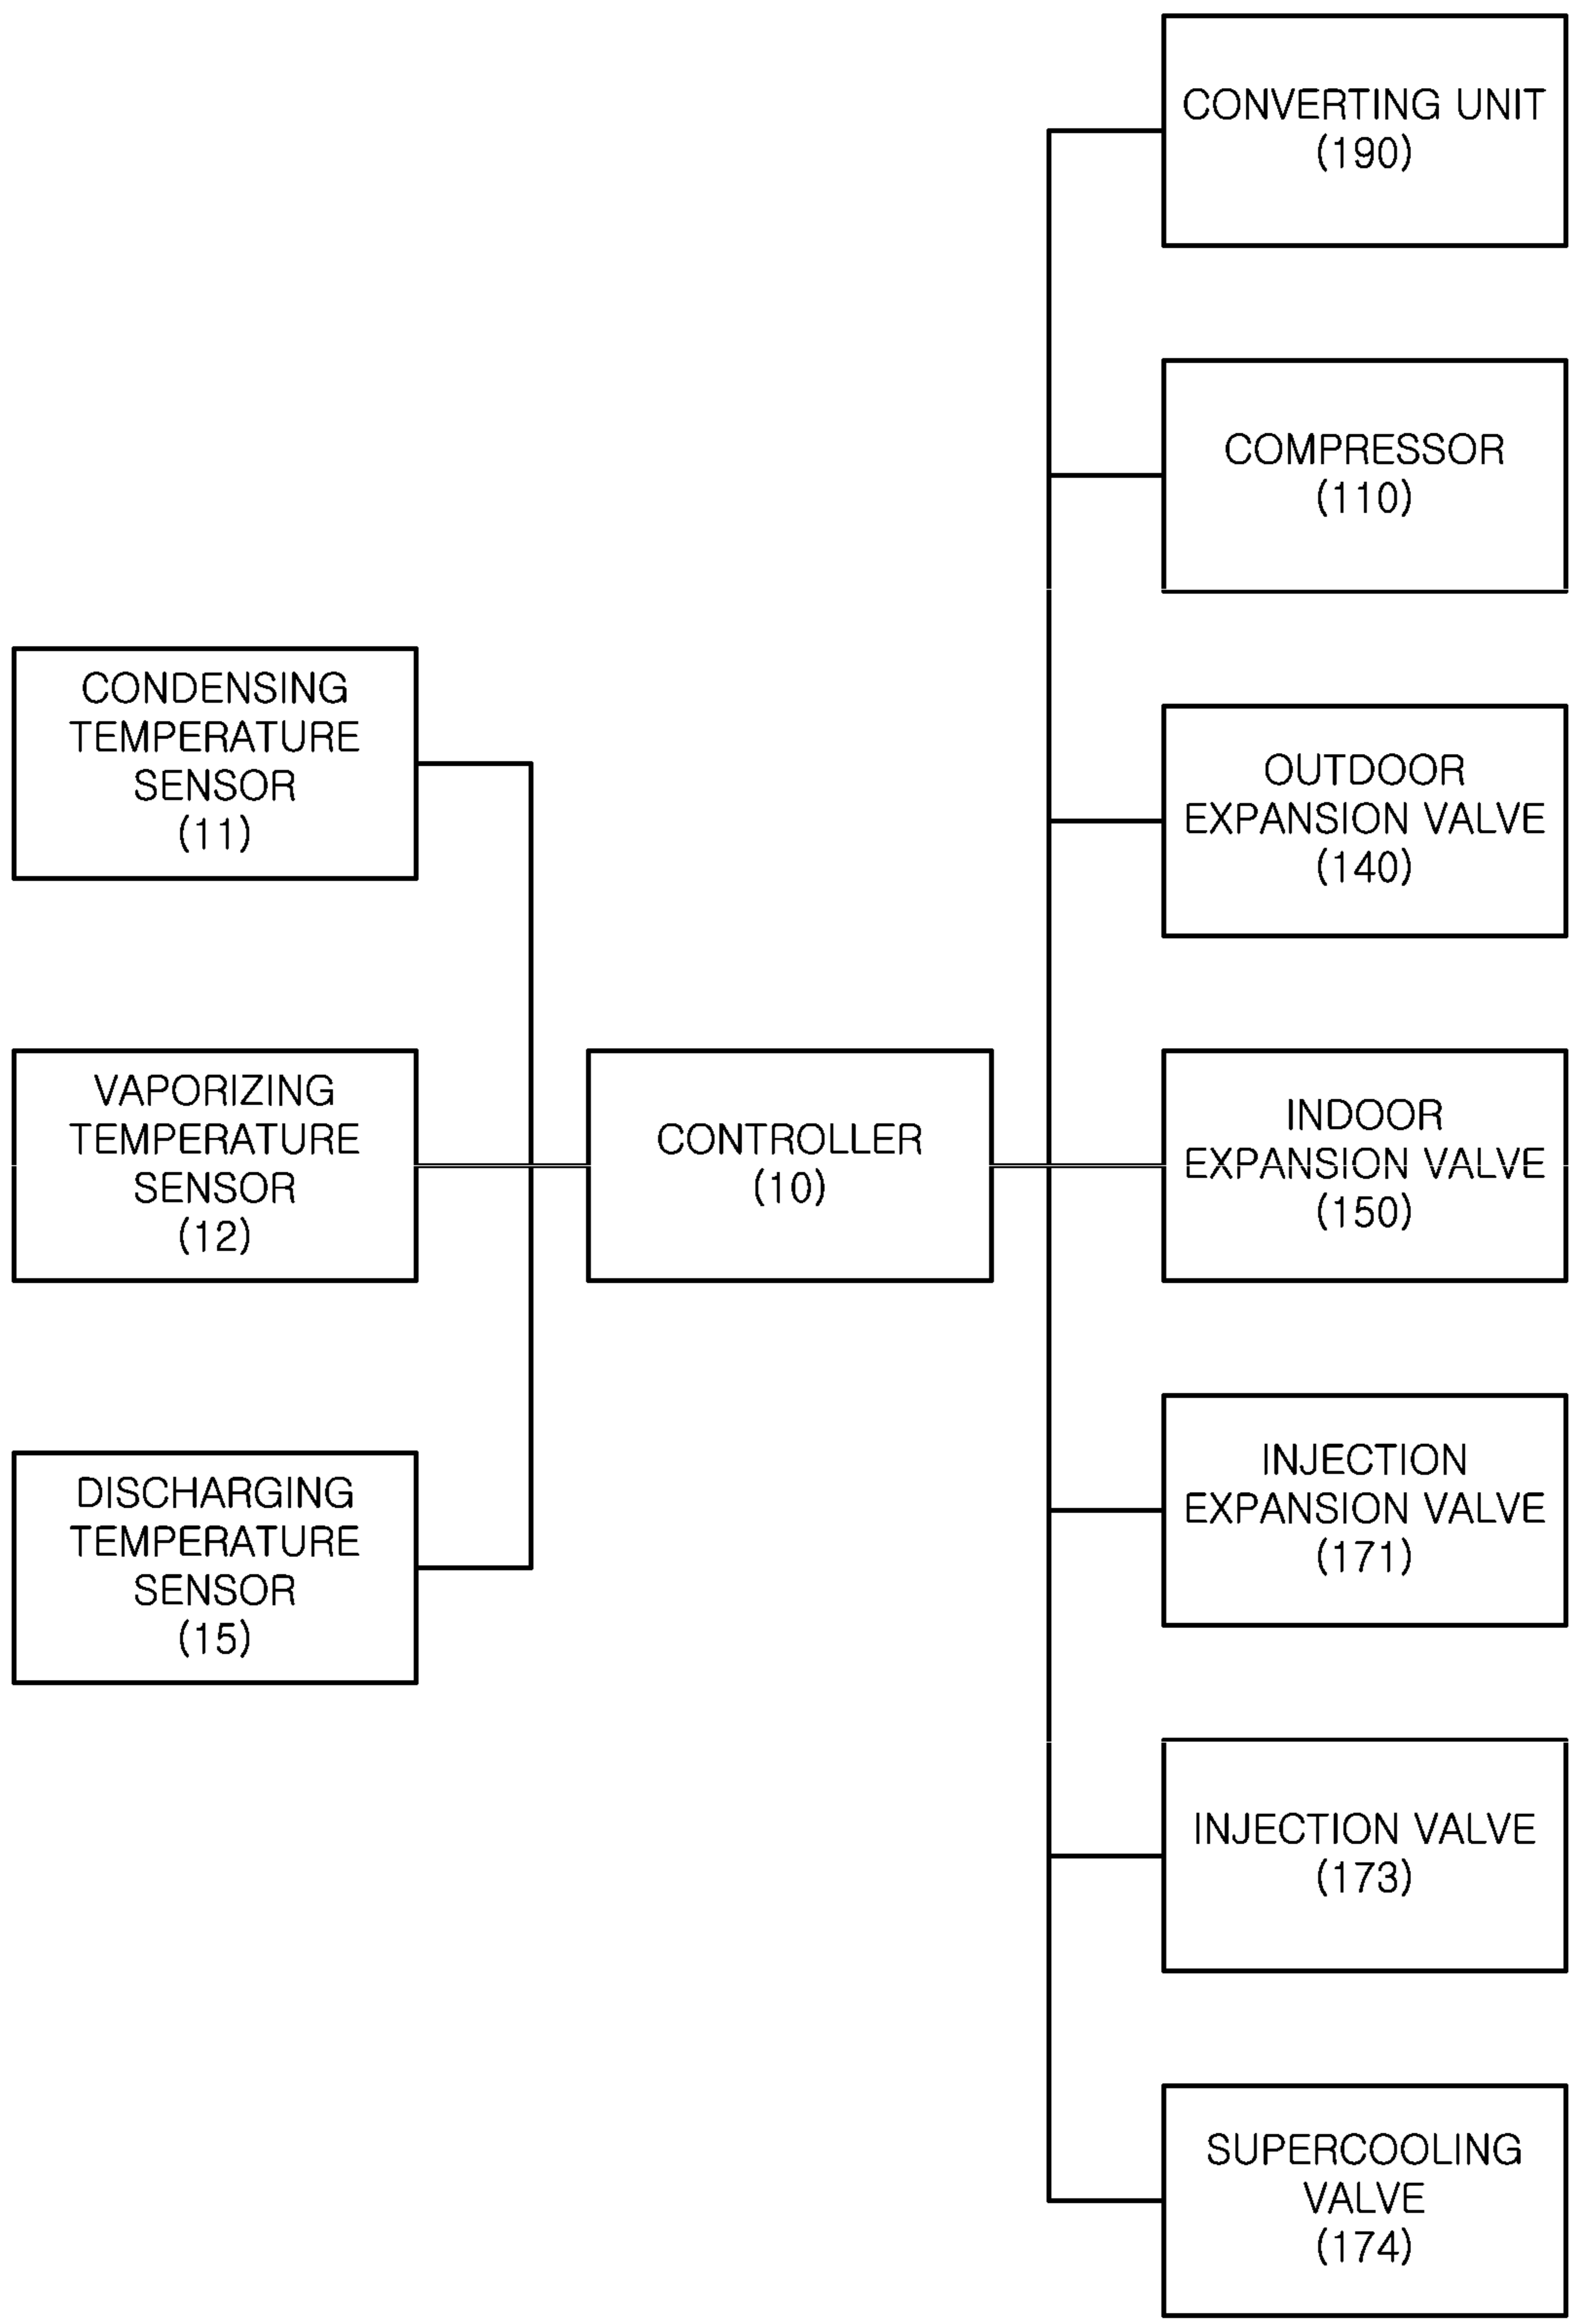 CONVERTING UNIT
(190)
COMPRESSOR
(110)
CONDENSING
TEMPERATURE
SENSOR
(11)
OUTDOOR
EXPANSION VALVE
(140)
VAPORIZING
TEMPERATURE
SENSOR
(12)
CONTROLLER
(10)
INDOOR
EXPANSION VALVE
(150)
DISCHARGING
TEMPERATURE
SENSOR
(15)
INJECTION
EXPANSION VALVE
(171)
INJECTION VALVE
(173)
SUPERCOOLING
VALVE
(174)